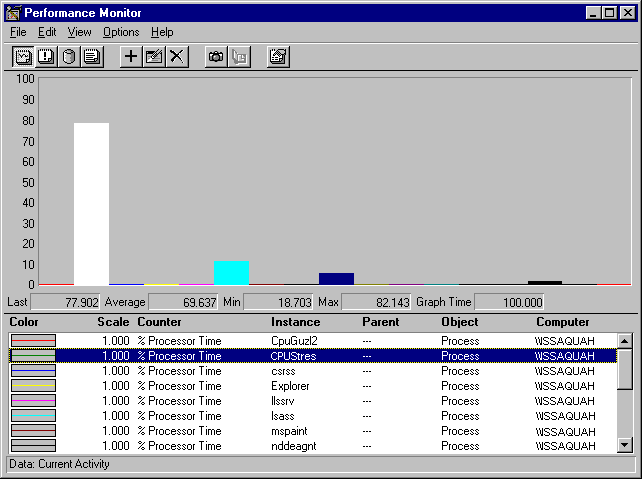 Performance Monitor
File Edit View Options Help
100
90
80
70
60
50
40
30
20
10
0
Last 77.902 Average 69.637 Min 18.703 Max 82.143 Graph Time 100.000
Color Scale Counter Instance Parent Object Computer
1.000 % Processor Time CpuGuzl2 --- Process \\WSSAQUAH
1.000 % Processor Time CPUStres --- Process \\WSSAQUAH
1.000 % Processor Time csrss --- Process \\WSSAQUAH
1.000 % Processor Time Explorer --- Process \\WSSAQUAH
1.000 % Processor Time llssrv --- Process \\WSSAQUAH
1.000 % Processor Time lsass --- Process \\WSSAQUAH
1.000 % Processor Time mspaint --- Process \\WSSAQUAH
1.000 % Processor Time nddeagnt --- Process \\WSSAQUAH
Data: Current Activity